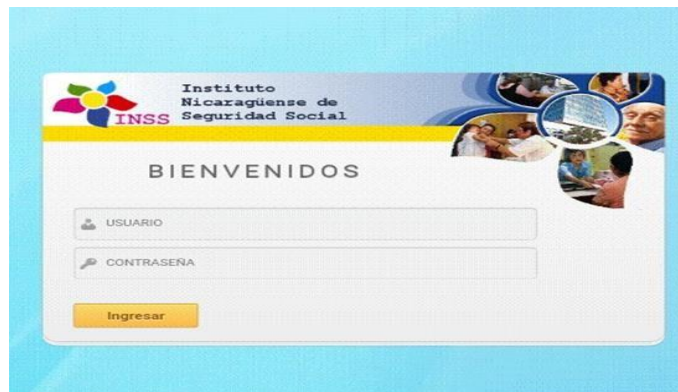 Instituto
Nicaragüense de
INSS Seguridad Social
BIENVENIDOS
USUARIO
CONTRASEÑA
Ingresar